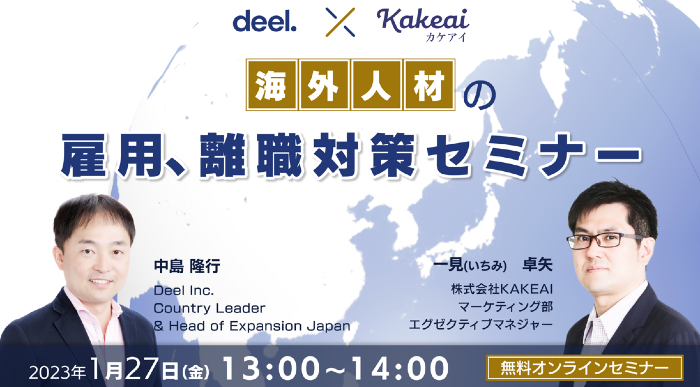 deel. × Kakeai
カケアイ
海外人材の
雇用、離職対策セミナー
中島 隆行
Deel Inc.
Country Leader
& Head of Expansion Japan
一見(いちみ) 卓矢
株式会社KAKEAI
マーケティング部
エグゼクティブマネジャー
2023年1月27日(金) 13:00~14:00
無料オンラインセミナー